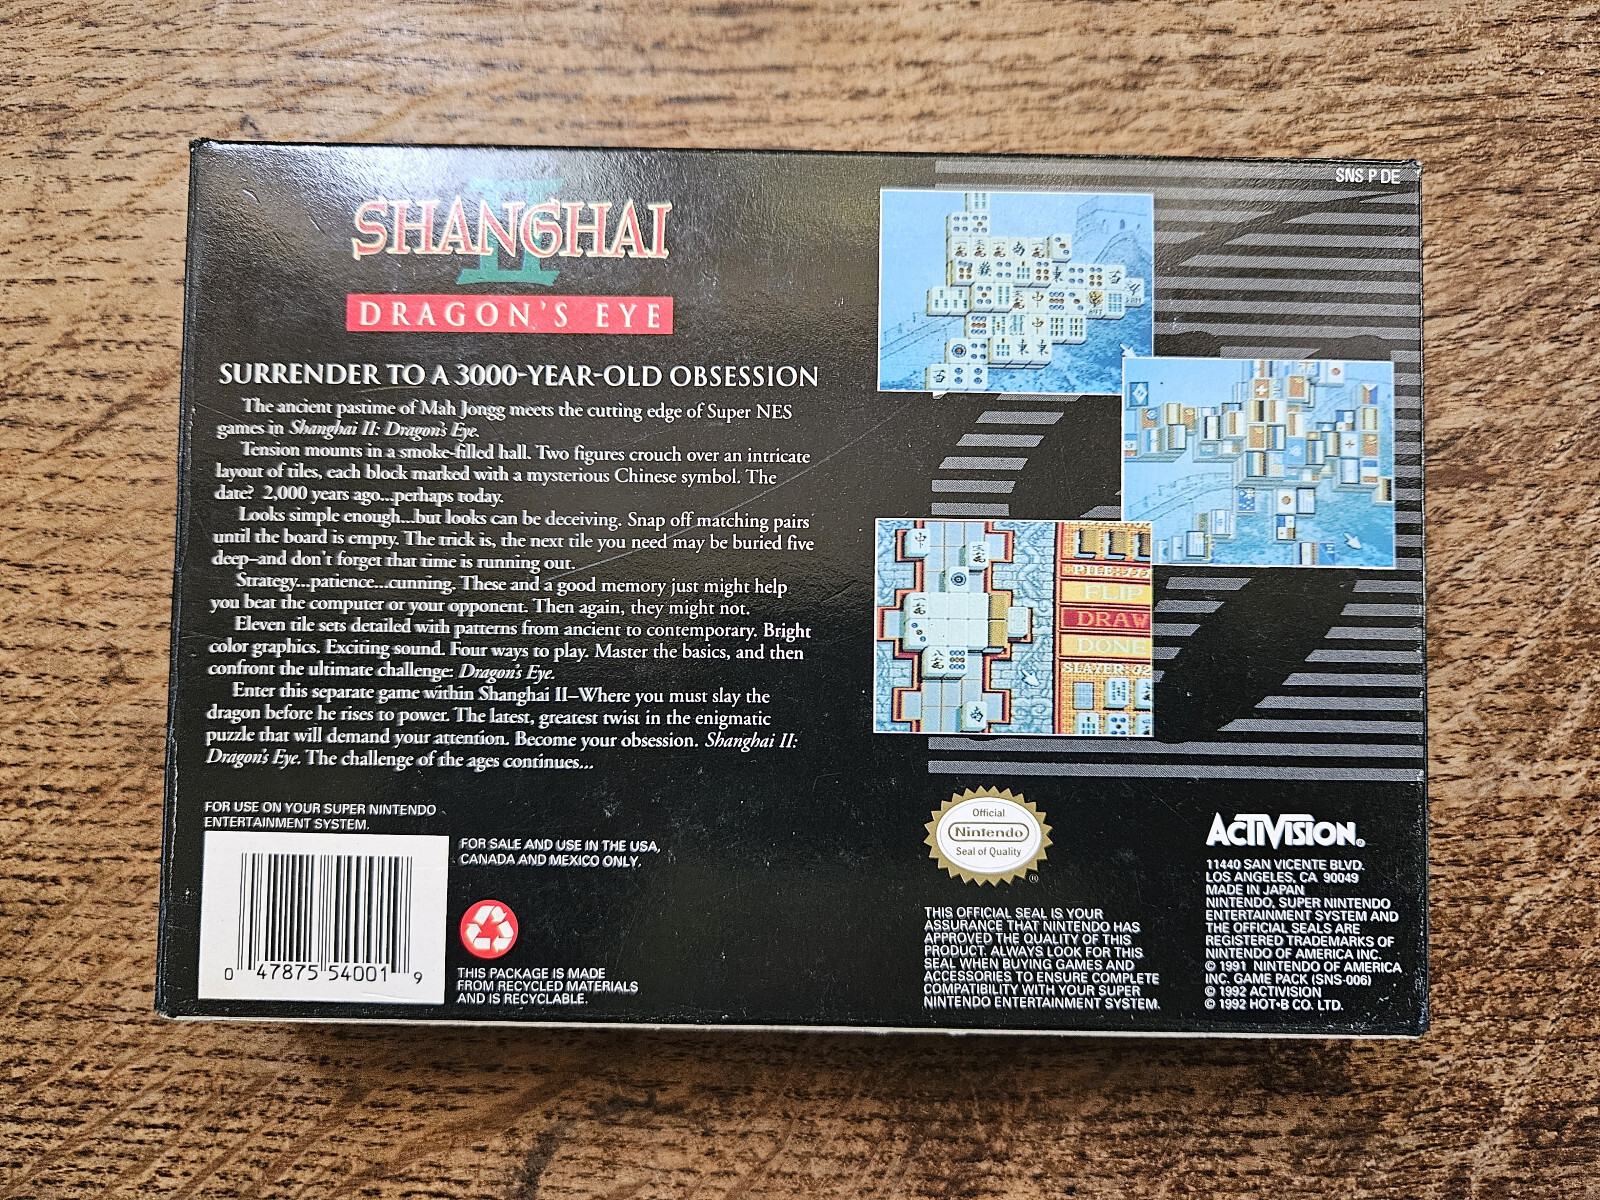 SNS P DE
II
SHANGHAI
DRAGON'S EYE
SURRENDER TO A 3000-YEAR-OLD OBSESSION
The ancient pastime of Mah Jongg meets the cutting edge of Super NES
games in Shanghai II: Dragon's Eye.
Tension mounts in a smoke-filled hall. Two figures crouch over an intricate
layout of tiles, each block marked with a mysterious Chinese symbol. The
date? 2,000 years ago...perhaps today.
Looks simple enough...but looks can be deceiving. Snap off matching pairs
until the board is empty. The trick is, the next tile you need may be buried five
deep–and don't forget that time is running out.
Strategy...patience...cunning. These and a good memory just might help
you beat the computer or your opponent. Then again, they might not.
Eleven tile sets detailed with patterns from ancient to contemporary. Bright
color graphics. Exciting sound. Four ways to play. Master the basics, and then
confront the ultimate challenge: Dragon's Eye.
Enter this separate game within Shanghai II–Where you must slay the
dragon before he rises to power. The latest, greatest twist in the enigmatic
puzzle that will demand your attention. Become your obsession. Shanghai II:
Dragon's Eye. The challenge of the ages continues...
FLIP
DRAW
DONE
SLAYER:42
FOR USE ON YOUR SUPER NINTENDO
ENTERTAINMENT SYSTEM.
0 47875 54001 9
FOR SALE AND USE IN THE USA,
CANADA AND MEXICO ONLY.
THIS PACKAGE IS MADE
FROM RECYCLED MATERIALS
AND IS RECYCLABLE.
Official
Nintendo
Seal of Quality
®
THIS OFFICIAL SEAL IS YOUR
ASSURANCE THAT NINTENDO HAS
APPROVED THE QUALITY OF THIS
PRODUCT. ALWAYS LOOK FOR THIS
SEAL WHEN BUYING GAMES AND
ACCESSORIES TO ENSURE COMPLETE
COMPATIBILITY WITH YOUR SUPER
NINTENDO ENTERTAINMENT SYSTEM.
ACTIVISION®
11440 SAN VICENTE BLVD.
LOS ANGELES, CA 90049
MADE IN JAPAN
NINTENDO, SUPER NINTENDO
ENTERTAINMENT SYSTEM AND
THE OFFICIAL SEALS ARE
REGISTERED TRADEMARKS OF
NINTENDO OF AMERICA INC.
© 1991 NINTENDO OF AMERICA
INC. GAME PACK (SNS-006)
© 1992 ACTIVISION
© 1992 HOT•B CO. LTD.